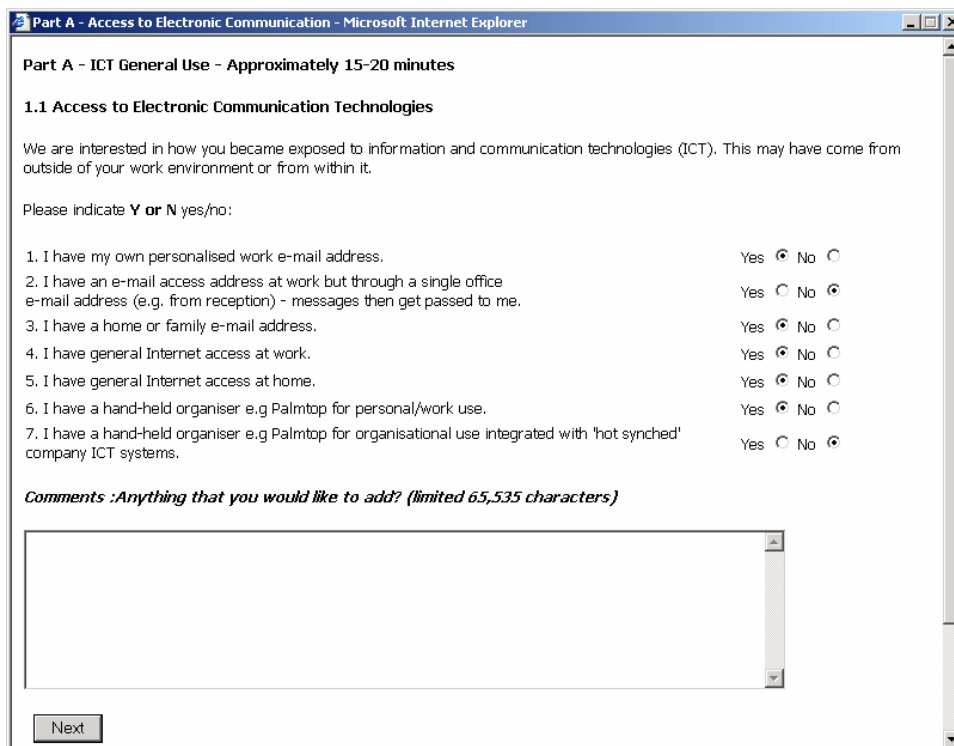 Part A - Access to Electronic Communication - Microsoft Internet Explorer
Part A - ICT General Use - Approximately 15-20 minutes
1.1 Access to Electronic Communication Technologies
We are interested in how you became exposed to information and communication technologies (ICT). This may have come from
outside of your work environment or from within it.
Please indicate Y or N yes/no:
1. I have my own personalised work e-mail address. Yes No
2. I have an e-mail access address at work but through a single office
e-mail address (e.g. from reception) - messages then get passed to me. Yes No
3. I have a home or family e-mail address. Yes No
4. I have general Internet access at work. Yes No
5. I have general Internet access at home. Yes No
6. I have a hand-held organiser e.g Palmtop for personal/work use. Yes No
7. I have a hand-held organiser e.g Palmtop for organisational use integrated with 'hot synched'
company ICT systems. Yes No
Comments :Anything that you would like to add? (limited 65,535 characters)
Next